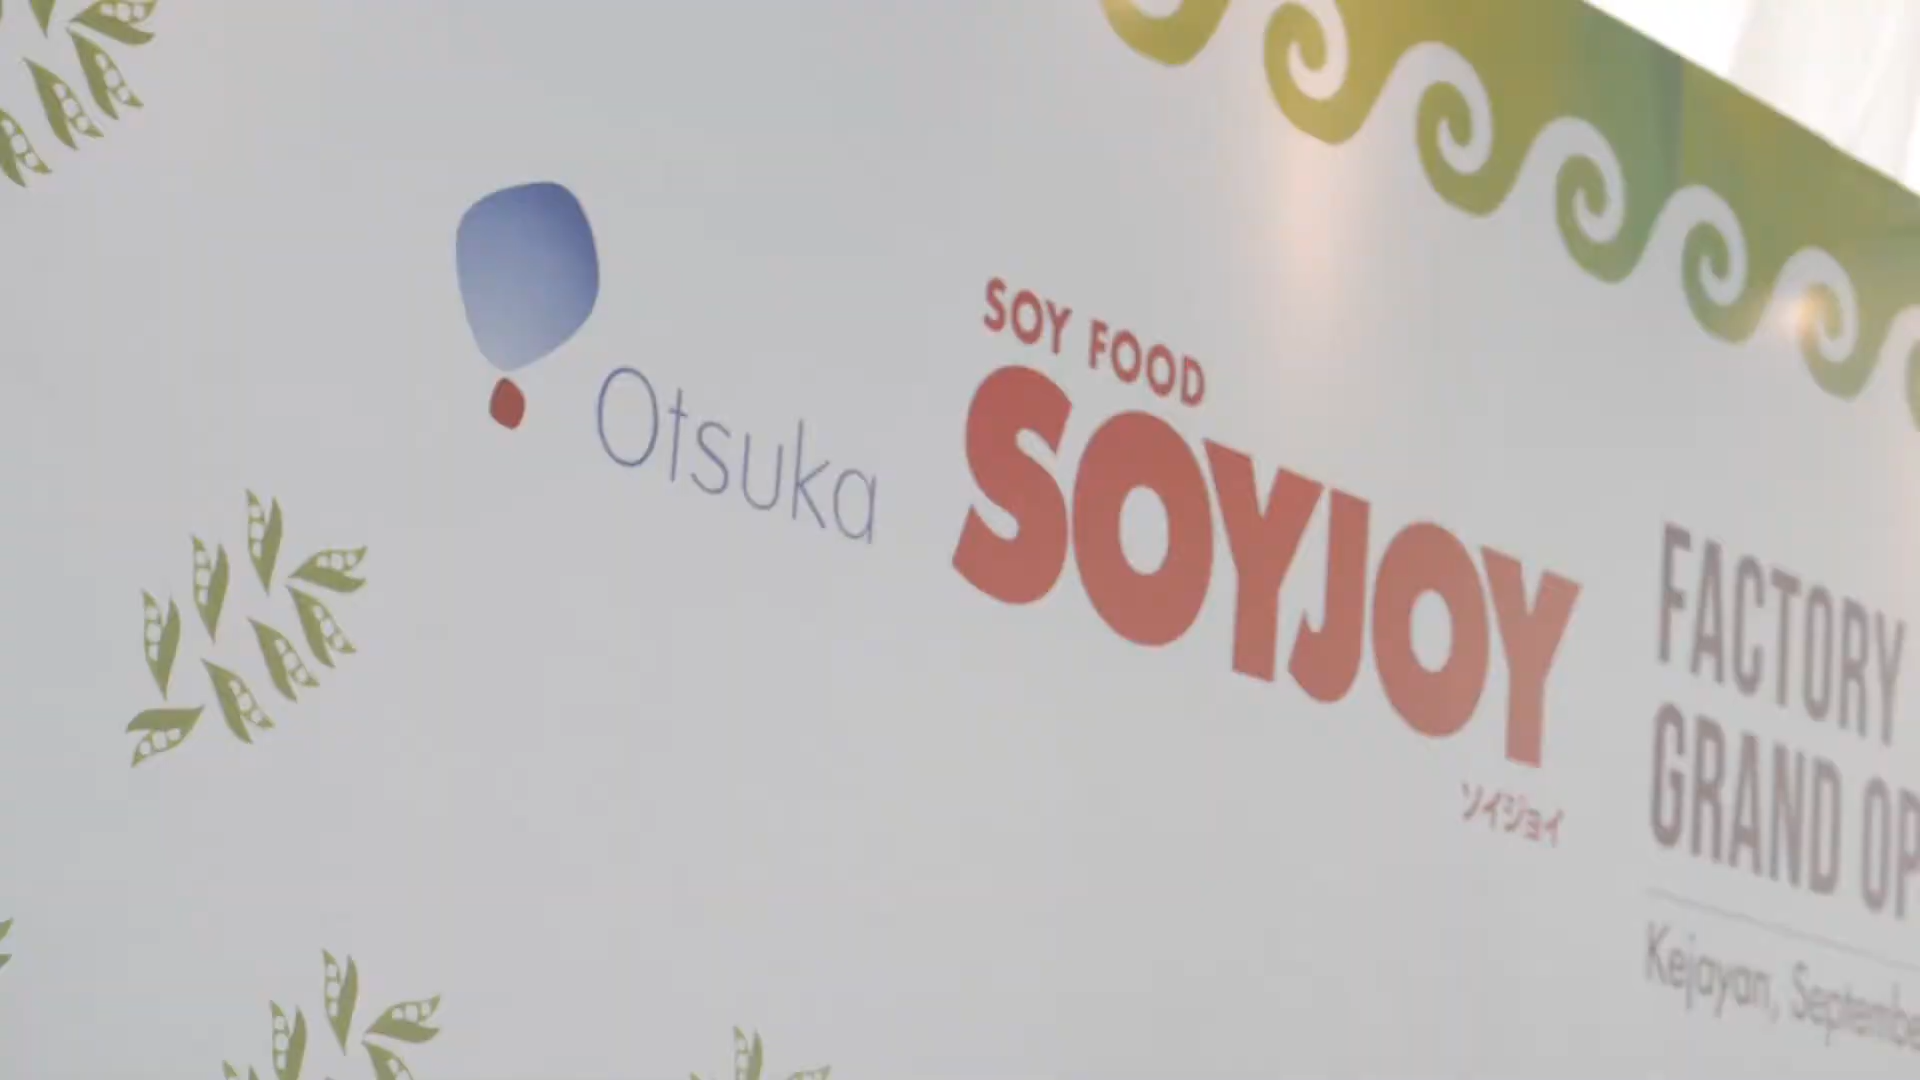 Otsuka
SOY FOOD
SOYJOY
ソイジョイ
FACTORY
GRAND OP
Kejayan, Septembe